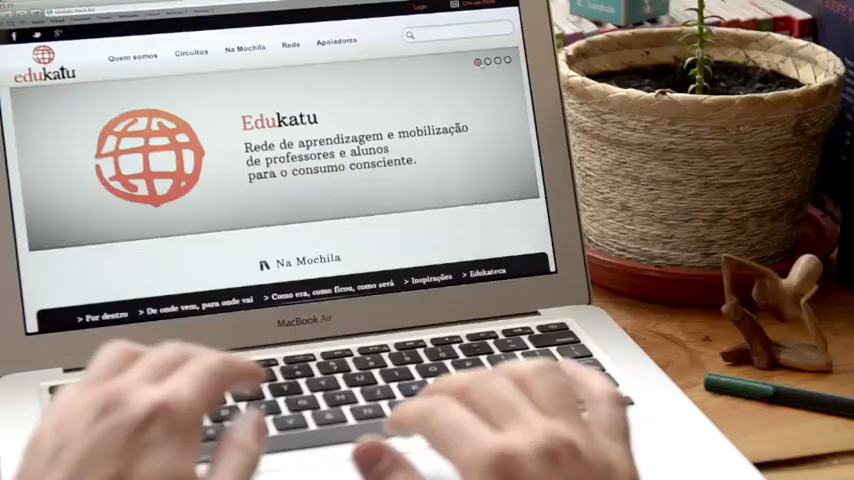 Login
edukatu
Quem somos
Circuitos
Na Mochila
Rede
Apoiadores
Edukatu
Rede de aprendizagem e mobilização
de professores e alunos
para o consumo consciente.
Na Mochila
> Por dentro > De onde vem, para onde vai > Como era, como ficou, como será > Inspirações > Edukateca
MacBook Air